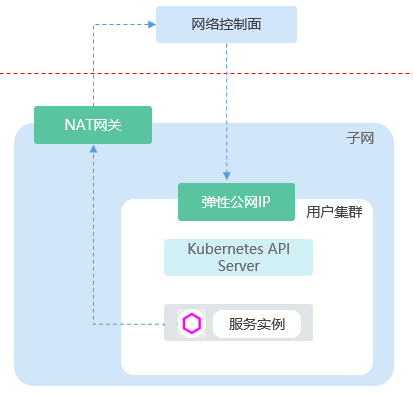 网络控制面
NAT网关
子网
弹性公网IP
用户集群
Kubernetes API
Server
服务实例